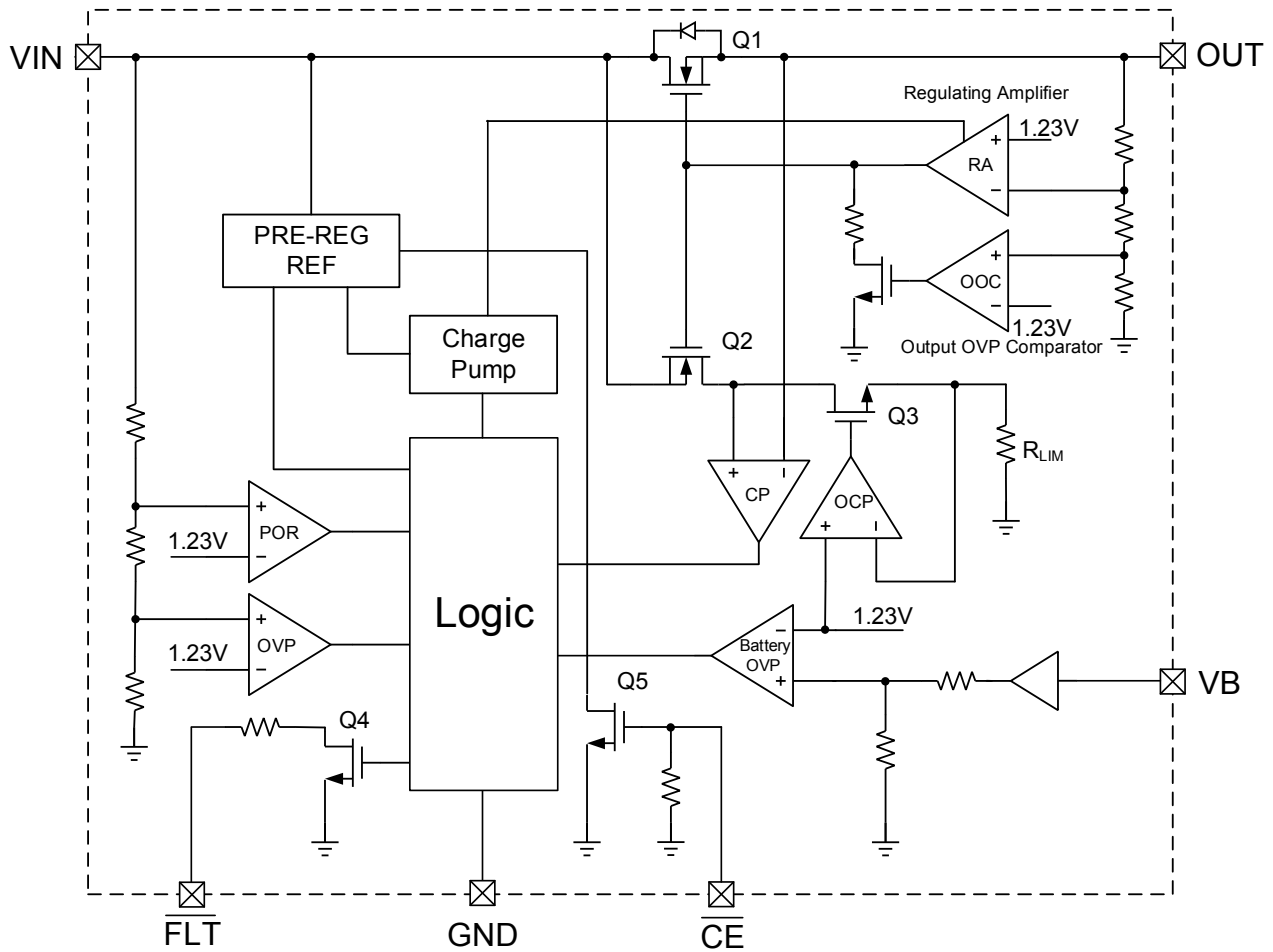 Q1
VIN
OUT
Regulating Amplifier
+
1.23V
RA
−
PRE-REG
REF
+
OOC
−
1.23V
Output OVP Comparator
Charge
Pump
Q2
Q3
R_LIM
+ −
CP
OCP
+ −
+
POR
1.23V
−
Logic
+
OVP
1.23V
−
−
1.23V
Battery
OVP
+
VB
Q5
Q4
FLT
GND
CE